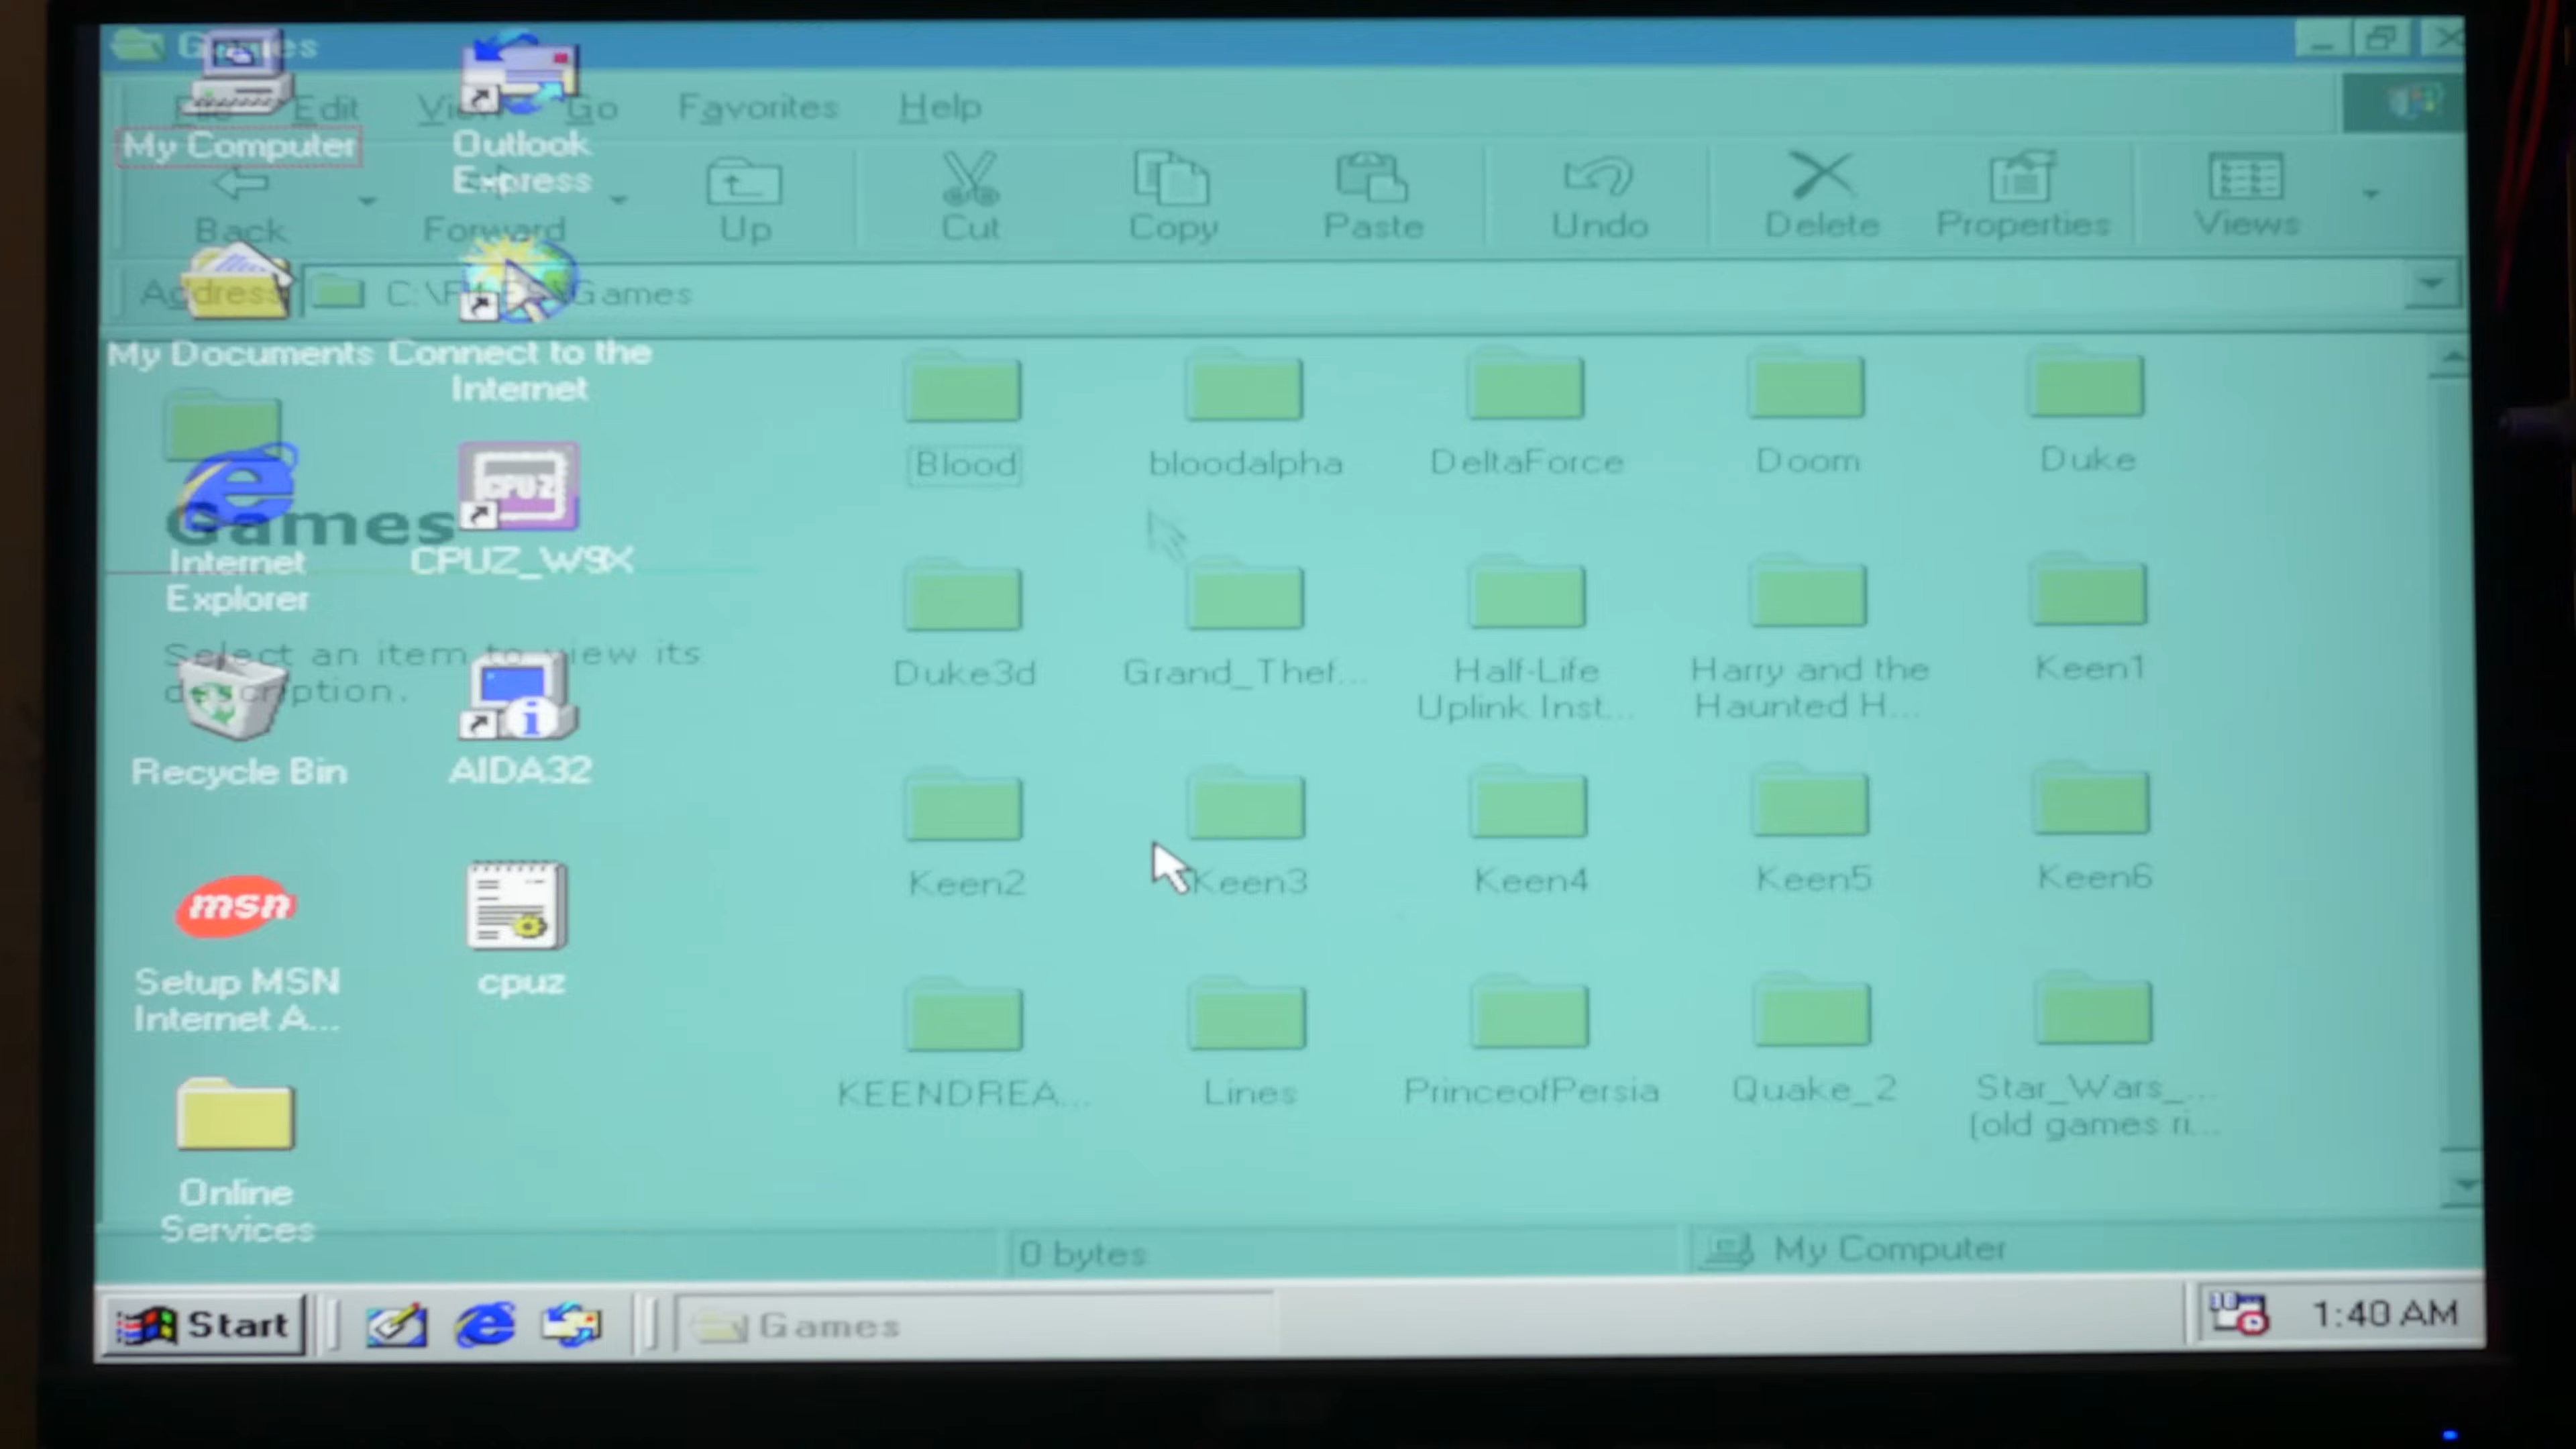 Games
File Edit View Go Favorites Help
Back Forward Up Cut Copy Paste Undo Delete Properties Views
Address Games
My Computer
Outlook
Express
My Documents
Connect to the
Internet
Internet
Explorer
CPUZ
CPUZ_W9X
Recycle Bin
AIDA32
msn
Setup MSN
Internet A...
cpuz
Online
Services
Games
Select an item to view its
description.
Blood bloodalpha DeltaForce Doom Duke
Duke3d Grand_Thef... Half-Life
Uplink Inst... Harry and the
Haunted H... Keen1
Keen2 Keen3 Keen4 Keen5 Keen6
KEENDREA... Lines PrinceofPersia Quake_2 Star_Wars_...
(old games ri...
0 bytes My Computer
Start Games 1:40 AM